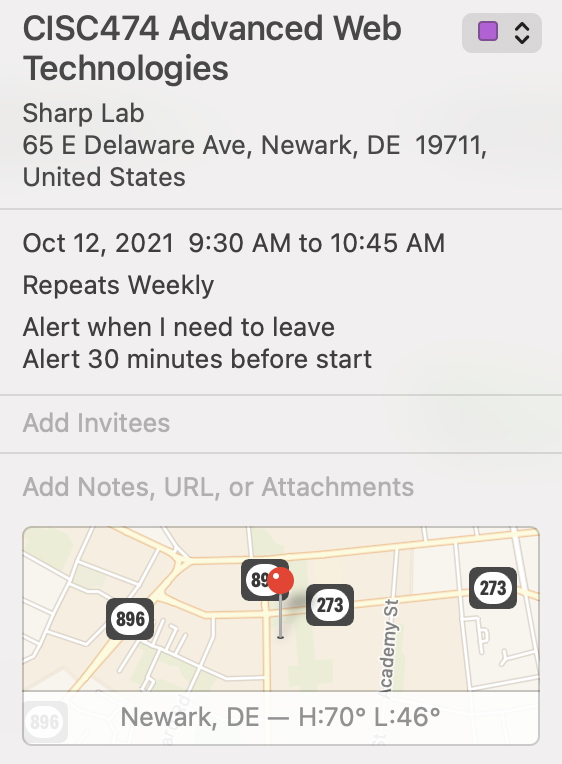 CISC474 Advanced Web
Technologies
Sharp Lab
65 E Delaware Ave, Newark, DE 19711,
United States
Oct 12, 2021 9:30 AM to 10:45 AM
Repeats Weekly
Alert when I need to leave
Alert 30 minutes before start
Add Invitees
Add Notes, URL, or Attachments
273
273
896
Academy St
896
Newark, DE — H:70° L:46°